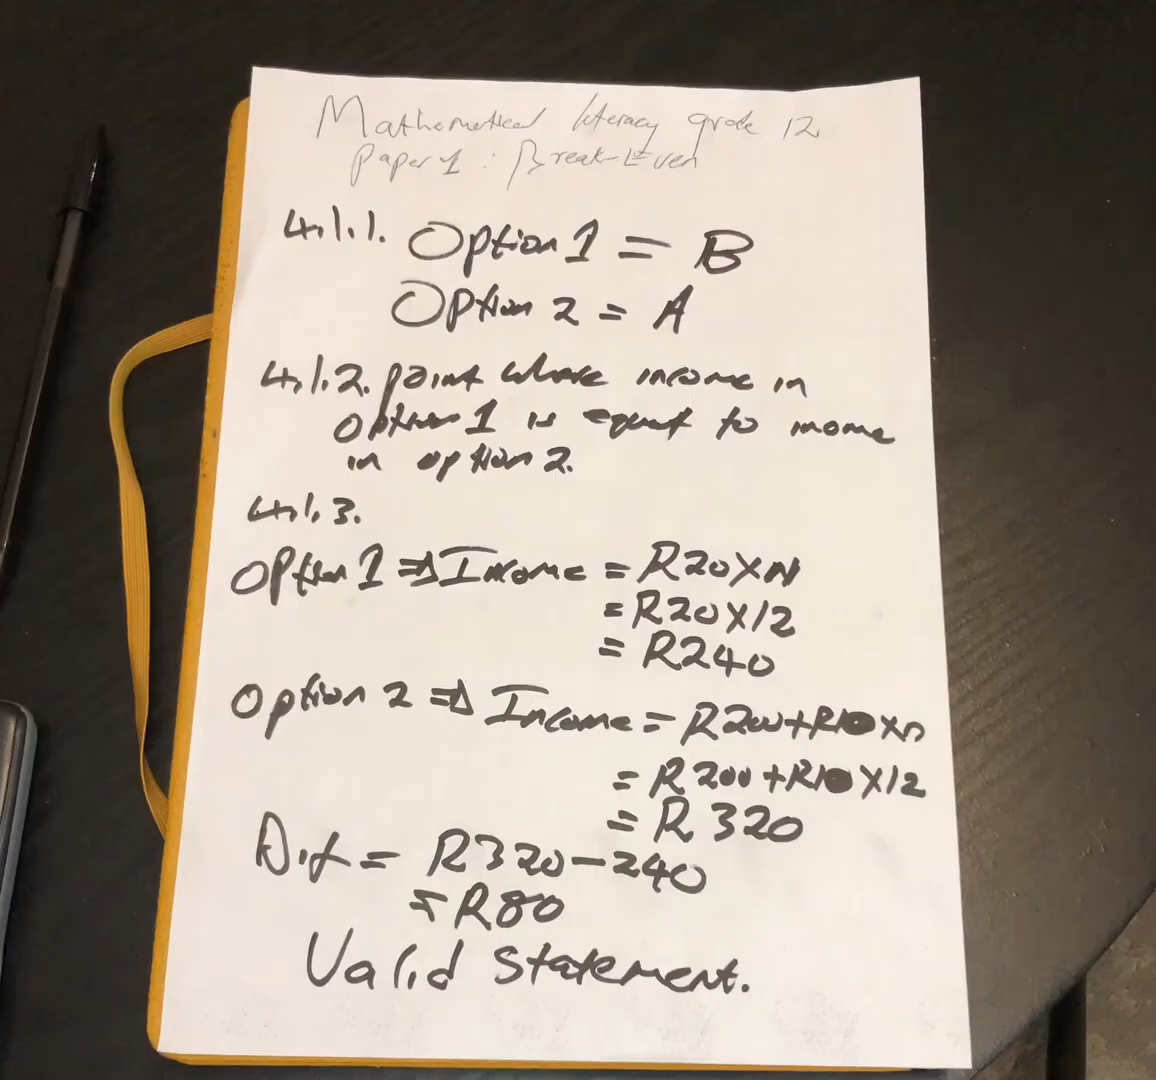 Mathematical literacy grade 12
Paper 1 : Break-Even
4.1.1. Option 1 = B
Option 2 = A
4.1.2. point where income in
option 1 is equal to income
in option 2.
4.1.3.
Option 1 ⇒ Income = R20×n
= R20×12
= R240
Option 2 ⇒ Income = R200+R10×n
= R200+R10×12
= R320
Dif = R320-240
= R80
Valid statement.